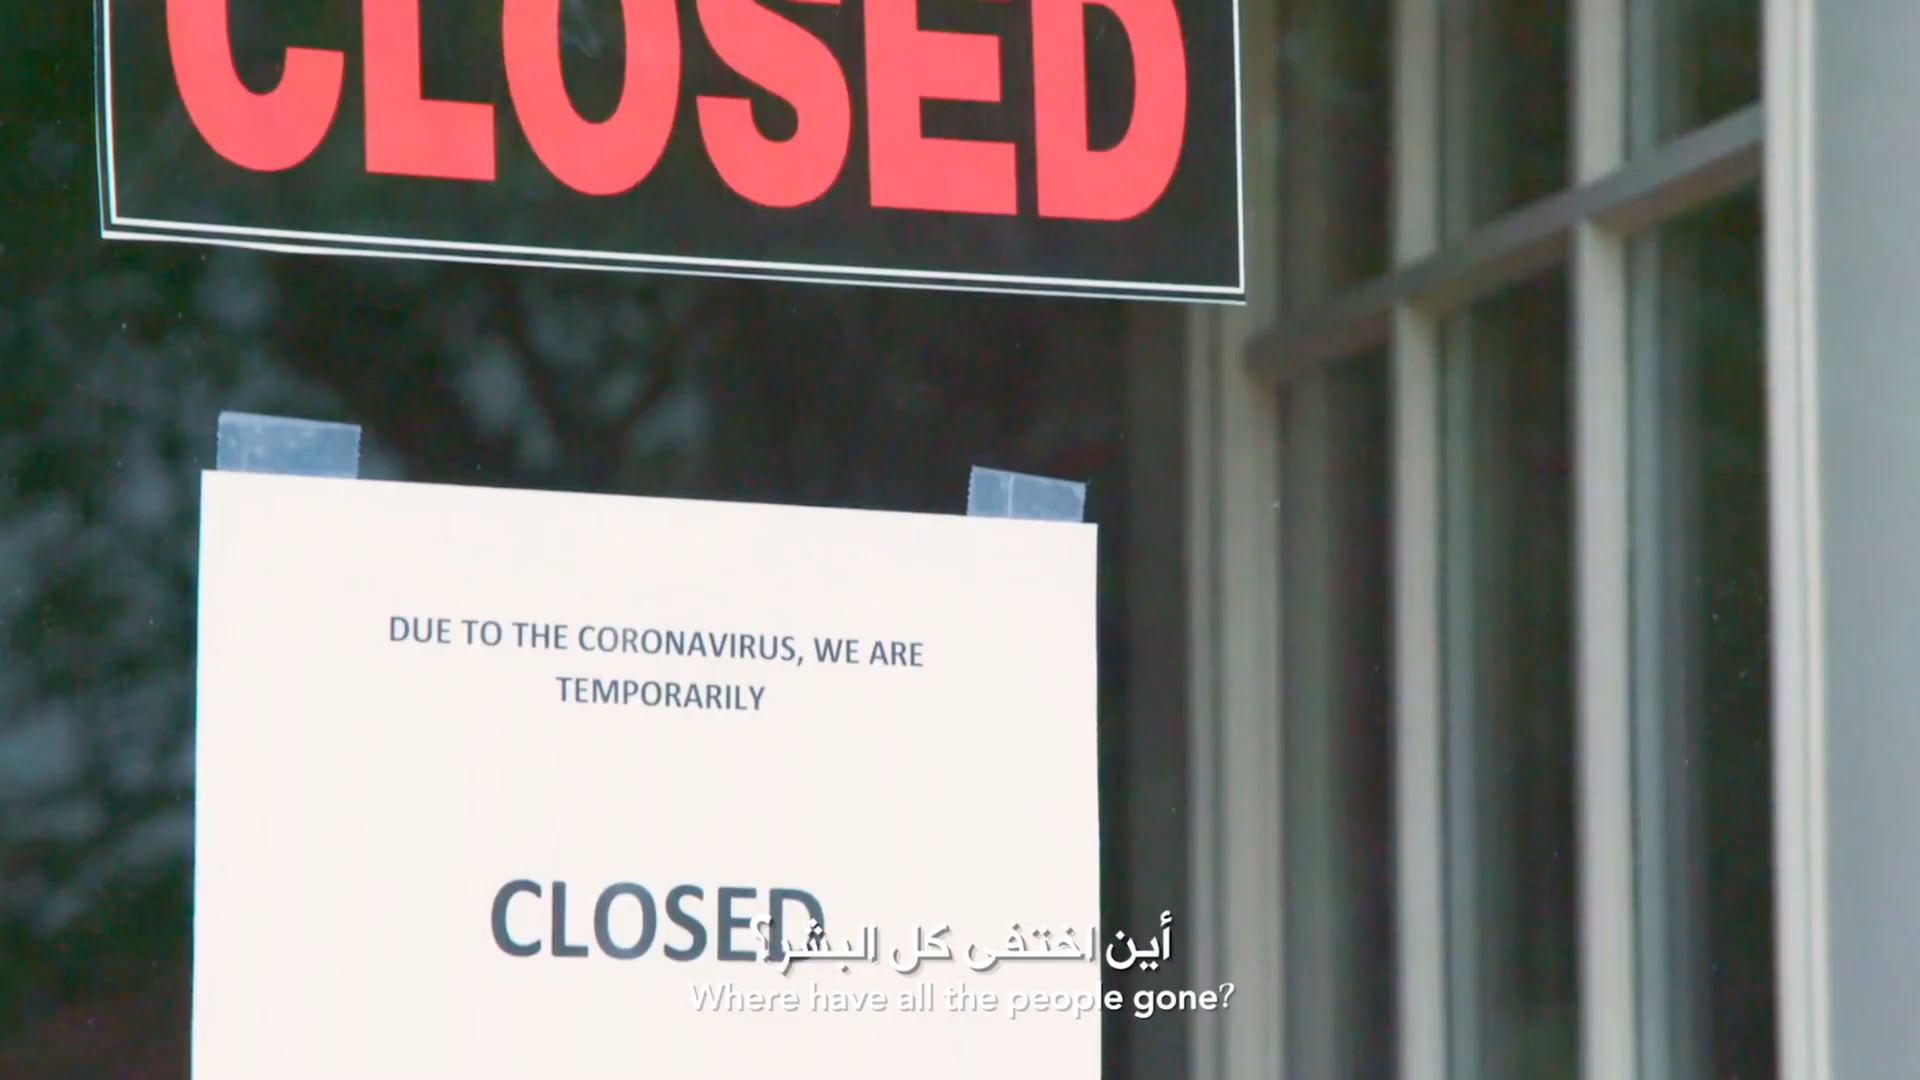 CLOSED
DUE TO THE CORONAVIRUS, WE ARE
TEMPORARILY
CLOSED
أين اختفى كل البشر؟
Where have all the people gone?